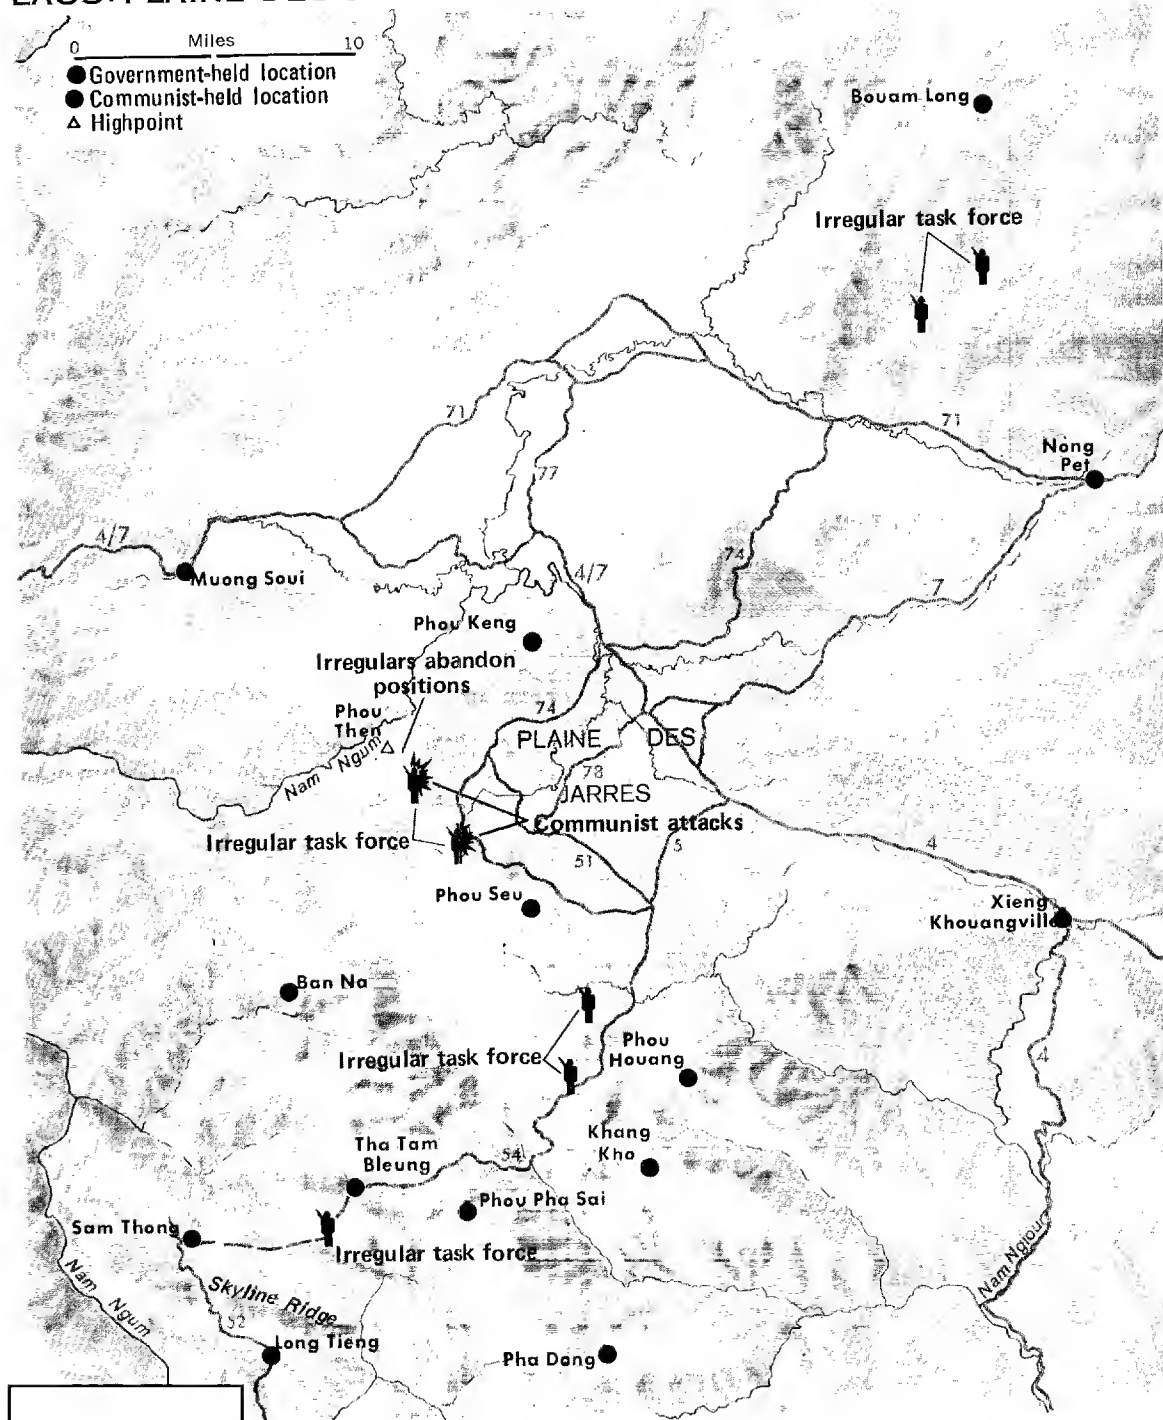 0 Miles 10
Government-held location
Communist-held location
Highpoint
Bouam Long
Irregular task force
71
71
Nong
Pet
77
4/7
Muong Soui
74
4/7
7
Phou Keng
Irregulars abandon
positions
Phou
Then
Nam Ngum
74
PLAINE DES
78
JARRES
Communist attacks
Irregular task force
51
5
4
Phou Seu
Xieng
Khouangville
Ban Na
Irregular task force
Phou
Houang
4
Khang
Kho
Tha Tam
Bleung
54
Phou Pha Sai
Sam Thong
Irregular task force
Nam Ngum
Skyline Ridge
52
Long Tieng
Pha Dong
Nam Ngiour